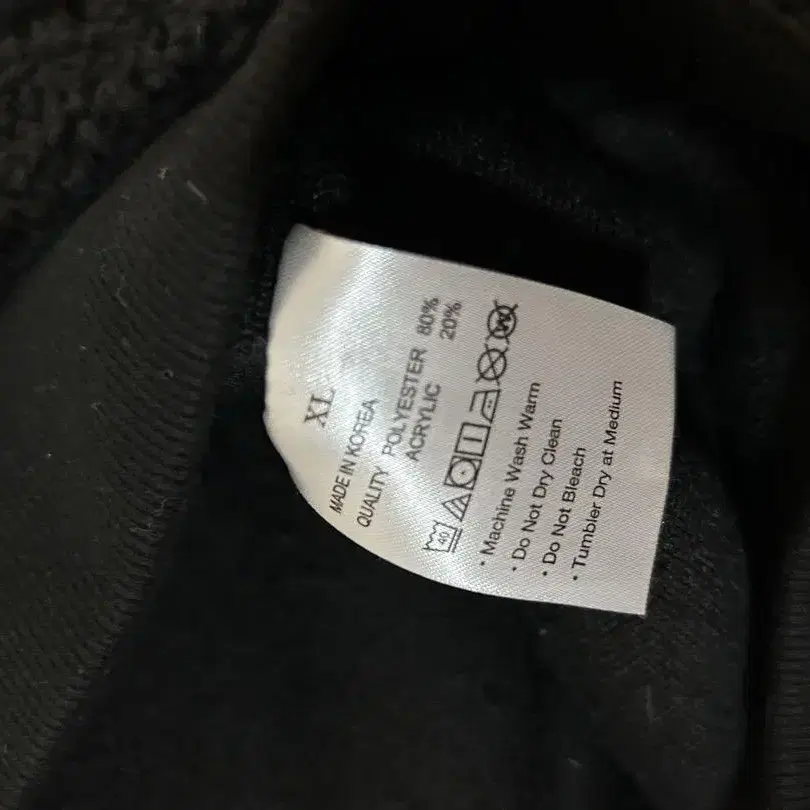 XL
MADE IN KOREA
QUALITY POLYESTER 80%
ACRYLIC 20%
40 W
• Machine Wash Warm
• Do Not Dry Clean
• Do Not Bleach
• Tumbler Dry at Medium